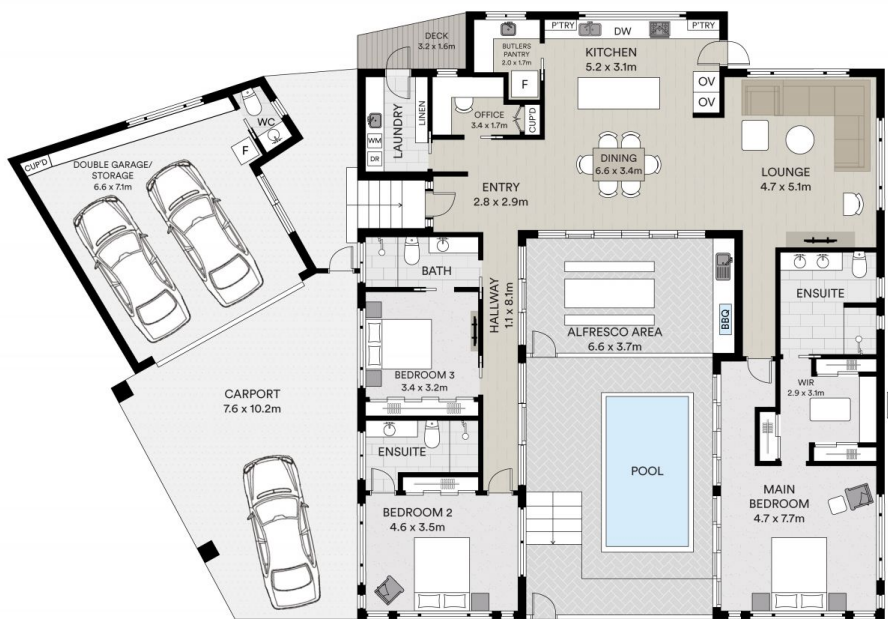 DECK
3.2 x 1.6m
BUTLERS
PANTRY
2.0 x 1.7m
F
P'TRY
DW
P'TRY
KITCHEN
5.2 x 3.1m
OV
OV
WC
F
CUP'D
DOUBLE GARAGE/
STORAGE
6.6 x 7.1m
LAUNDRY
LINEN
WM
DR
OFFICE
3.4 x 1.7m
CUP'D
DINING
6.6 x 3.4m
LOUNGE
4.7 x 5.1m
ENTRY
2.8 x 2.9m
BATH
HALLWAY
1.1 x 8.1m
ALFRESCO AREA
6.6 x 3.7m
BBQ
ENSUITE
BEDROOM 3
3.4 x 3.2m
WIR
2.9 x 3.1m
CARPORT
7.6 x 10.2m
ENSUITE
POOL
BEDROOM 2
4.6 x 3.5m
MAIN
BEDROOM
4.7 x 7.7m